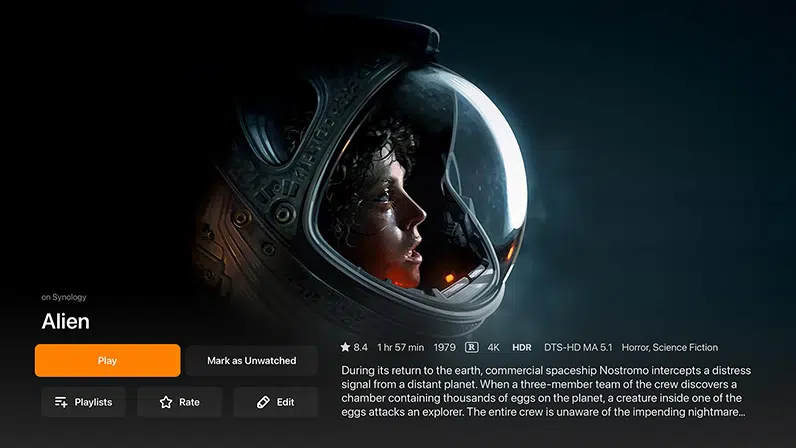 on Synology
Alien
Play
Mark as Unwatched
Playlists
Rate
Edit
8.4 1 hr 57 min 1979 R 4K HDR DTS-HD MA 5.1 Horror, Science Fiction
During its return to the earth, commercial spaceship Nostromo intercepts a distress
signal from a distant planet. When a three-member team of the crew discovers a
chamber containing thousands of eggs on the planet, a creature inside one of the
eggs attacks an explorer. The entire crew is unaware of the impending nightmare...